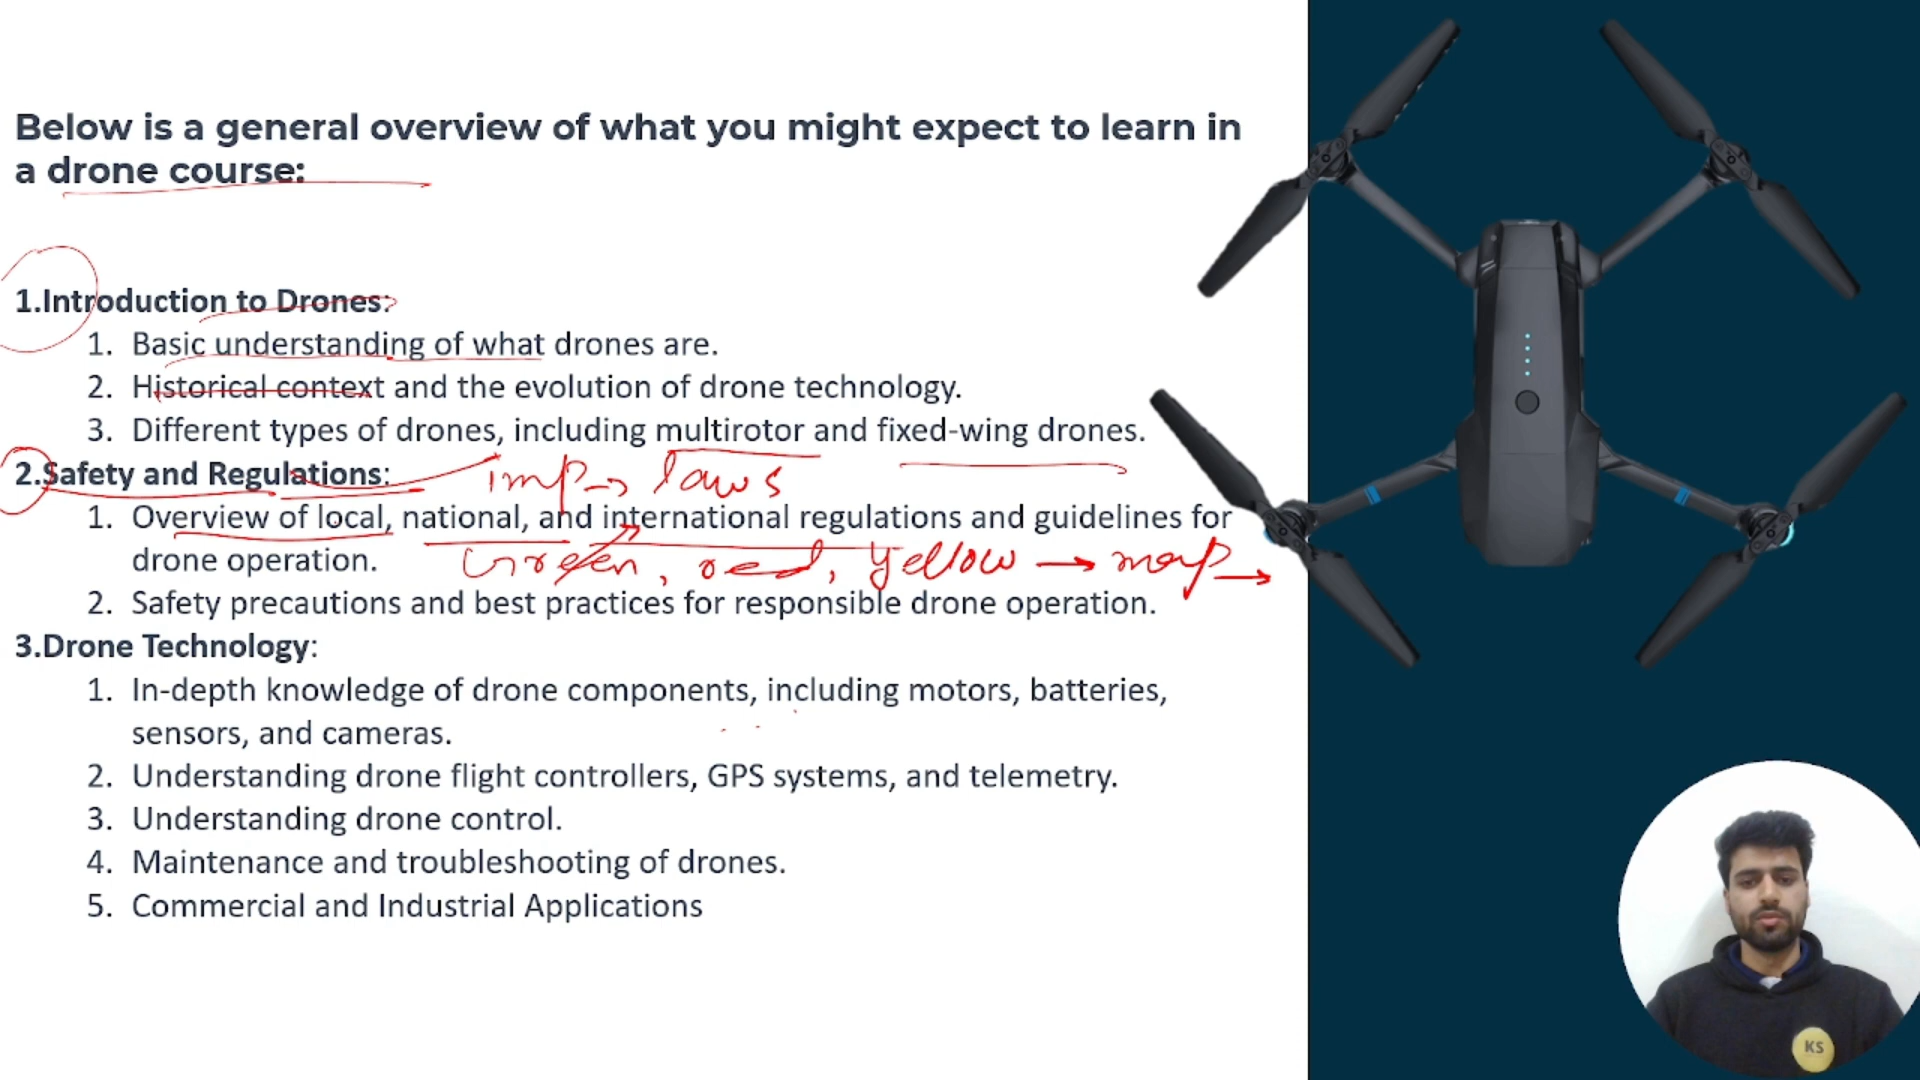 Below is a general overview of what you might expect to learn in
a drone course:
1.Introduction to Drones:
1. Basic understanding of what drones are.
2. Historical context and the evolution of drone technology.
3. Different types of drones, including multirotor and fixed-wing drones.
2.Safety and Regulations:
imp→ laws
1. Overview of local, national, and international regulations and guidelines for
drone operation.
Green, red, yellow → map →
2. Safety precautions and best practices for responsible drone operation.
3.Drone Technology:
1. In-depth knowledge of drone components, including motors, batteries,
sensors, and cameras.
2. Understanding drone flight controllers, GPS systems, and telemetry.
3. Understanding drone control.
4. Maintenance and troubleshooting of drones.
5. Commercial and Industrial Applications
KS